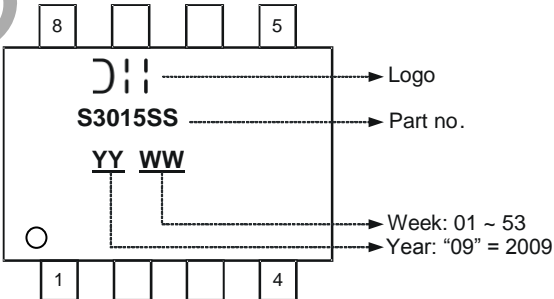 8 5
Logo
S3015SS Part no.
YY WW
Week: 01 ~ 53
Year: “09” = 2009
1 4